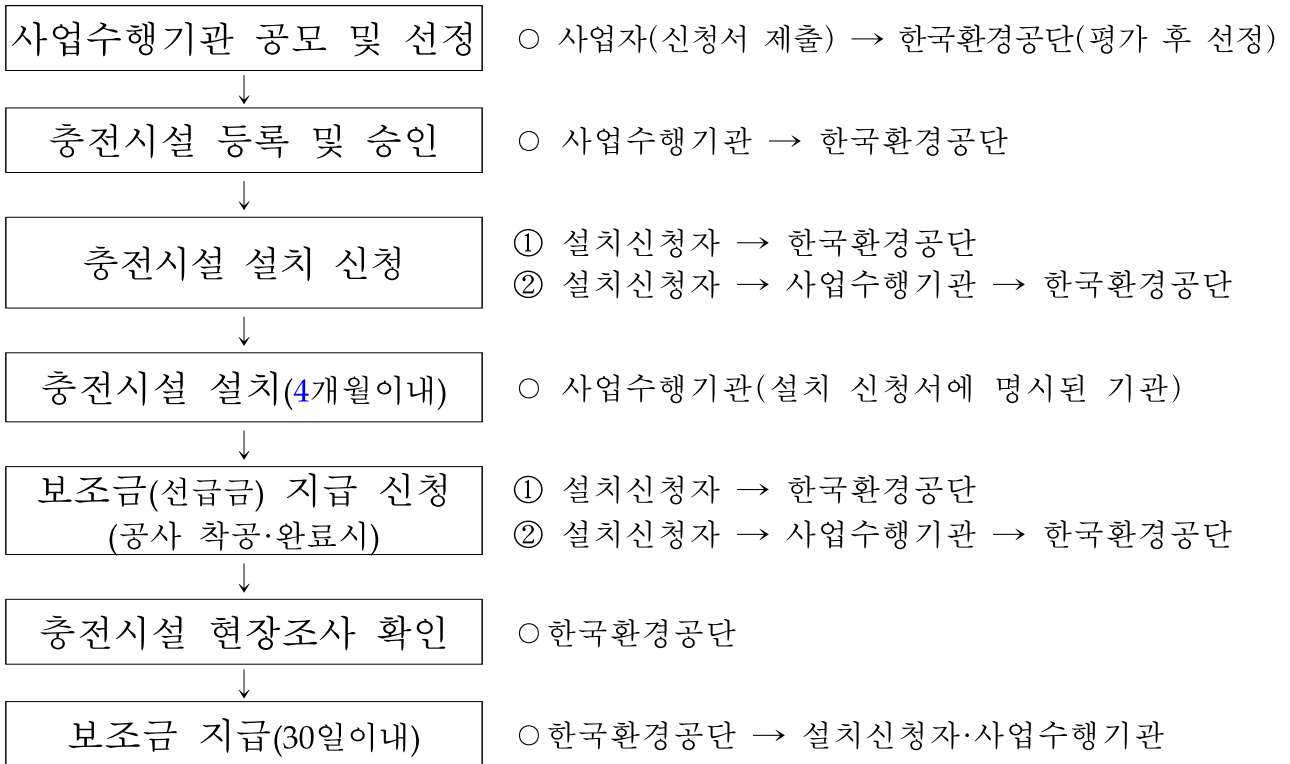 사업수행기관 공모 및 선정 ○ 사업자(신청서 제출) → 한국환경공단(평가 후 선정)
↓
충전시설 등록 및 승인 ○ 사업수행기관 → 한국환경공단
↓
충전시설 설치 신청
① 설치신청자 → 한국환경공단
② 설치신청자 → 사업수행기관 → 한국환경공단
↓
충전시설 설치(4개월이내) ○ 사업수행기관(설치 신청서에 명시된 기관)
↓
보조금(선급금) 지급 신청
(공사 착공·완료시)
① 설치신청자 → 한국환경공단
② 설치신청자 → 사업수행기관 → 한국환경공단
↓
충전시설 현장조사 확인 ○한국환경공단
↓
보조금 지급(30일이내) ○한국환경공단 → 설치신청자·사업수행기관